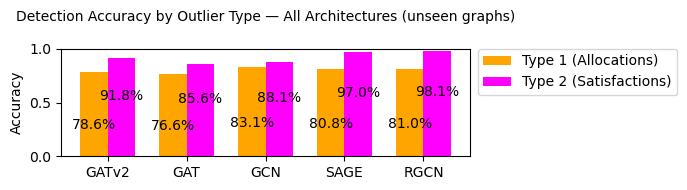 Detection Accuracy by Outlier Type — All Architectures (unseen graphs)
Accuracy
1.0
0.5
0.0
78.6%
91.8%
76.6%
85.6%
83.1%
88.1%
80.8%
97.0%
81.0%
98.1%
GATv2
GAT
GCN
SAGE
RGCN
Type 1 (Allocations)
Type 2 (Satisfactions)